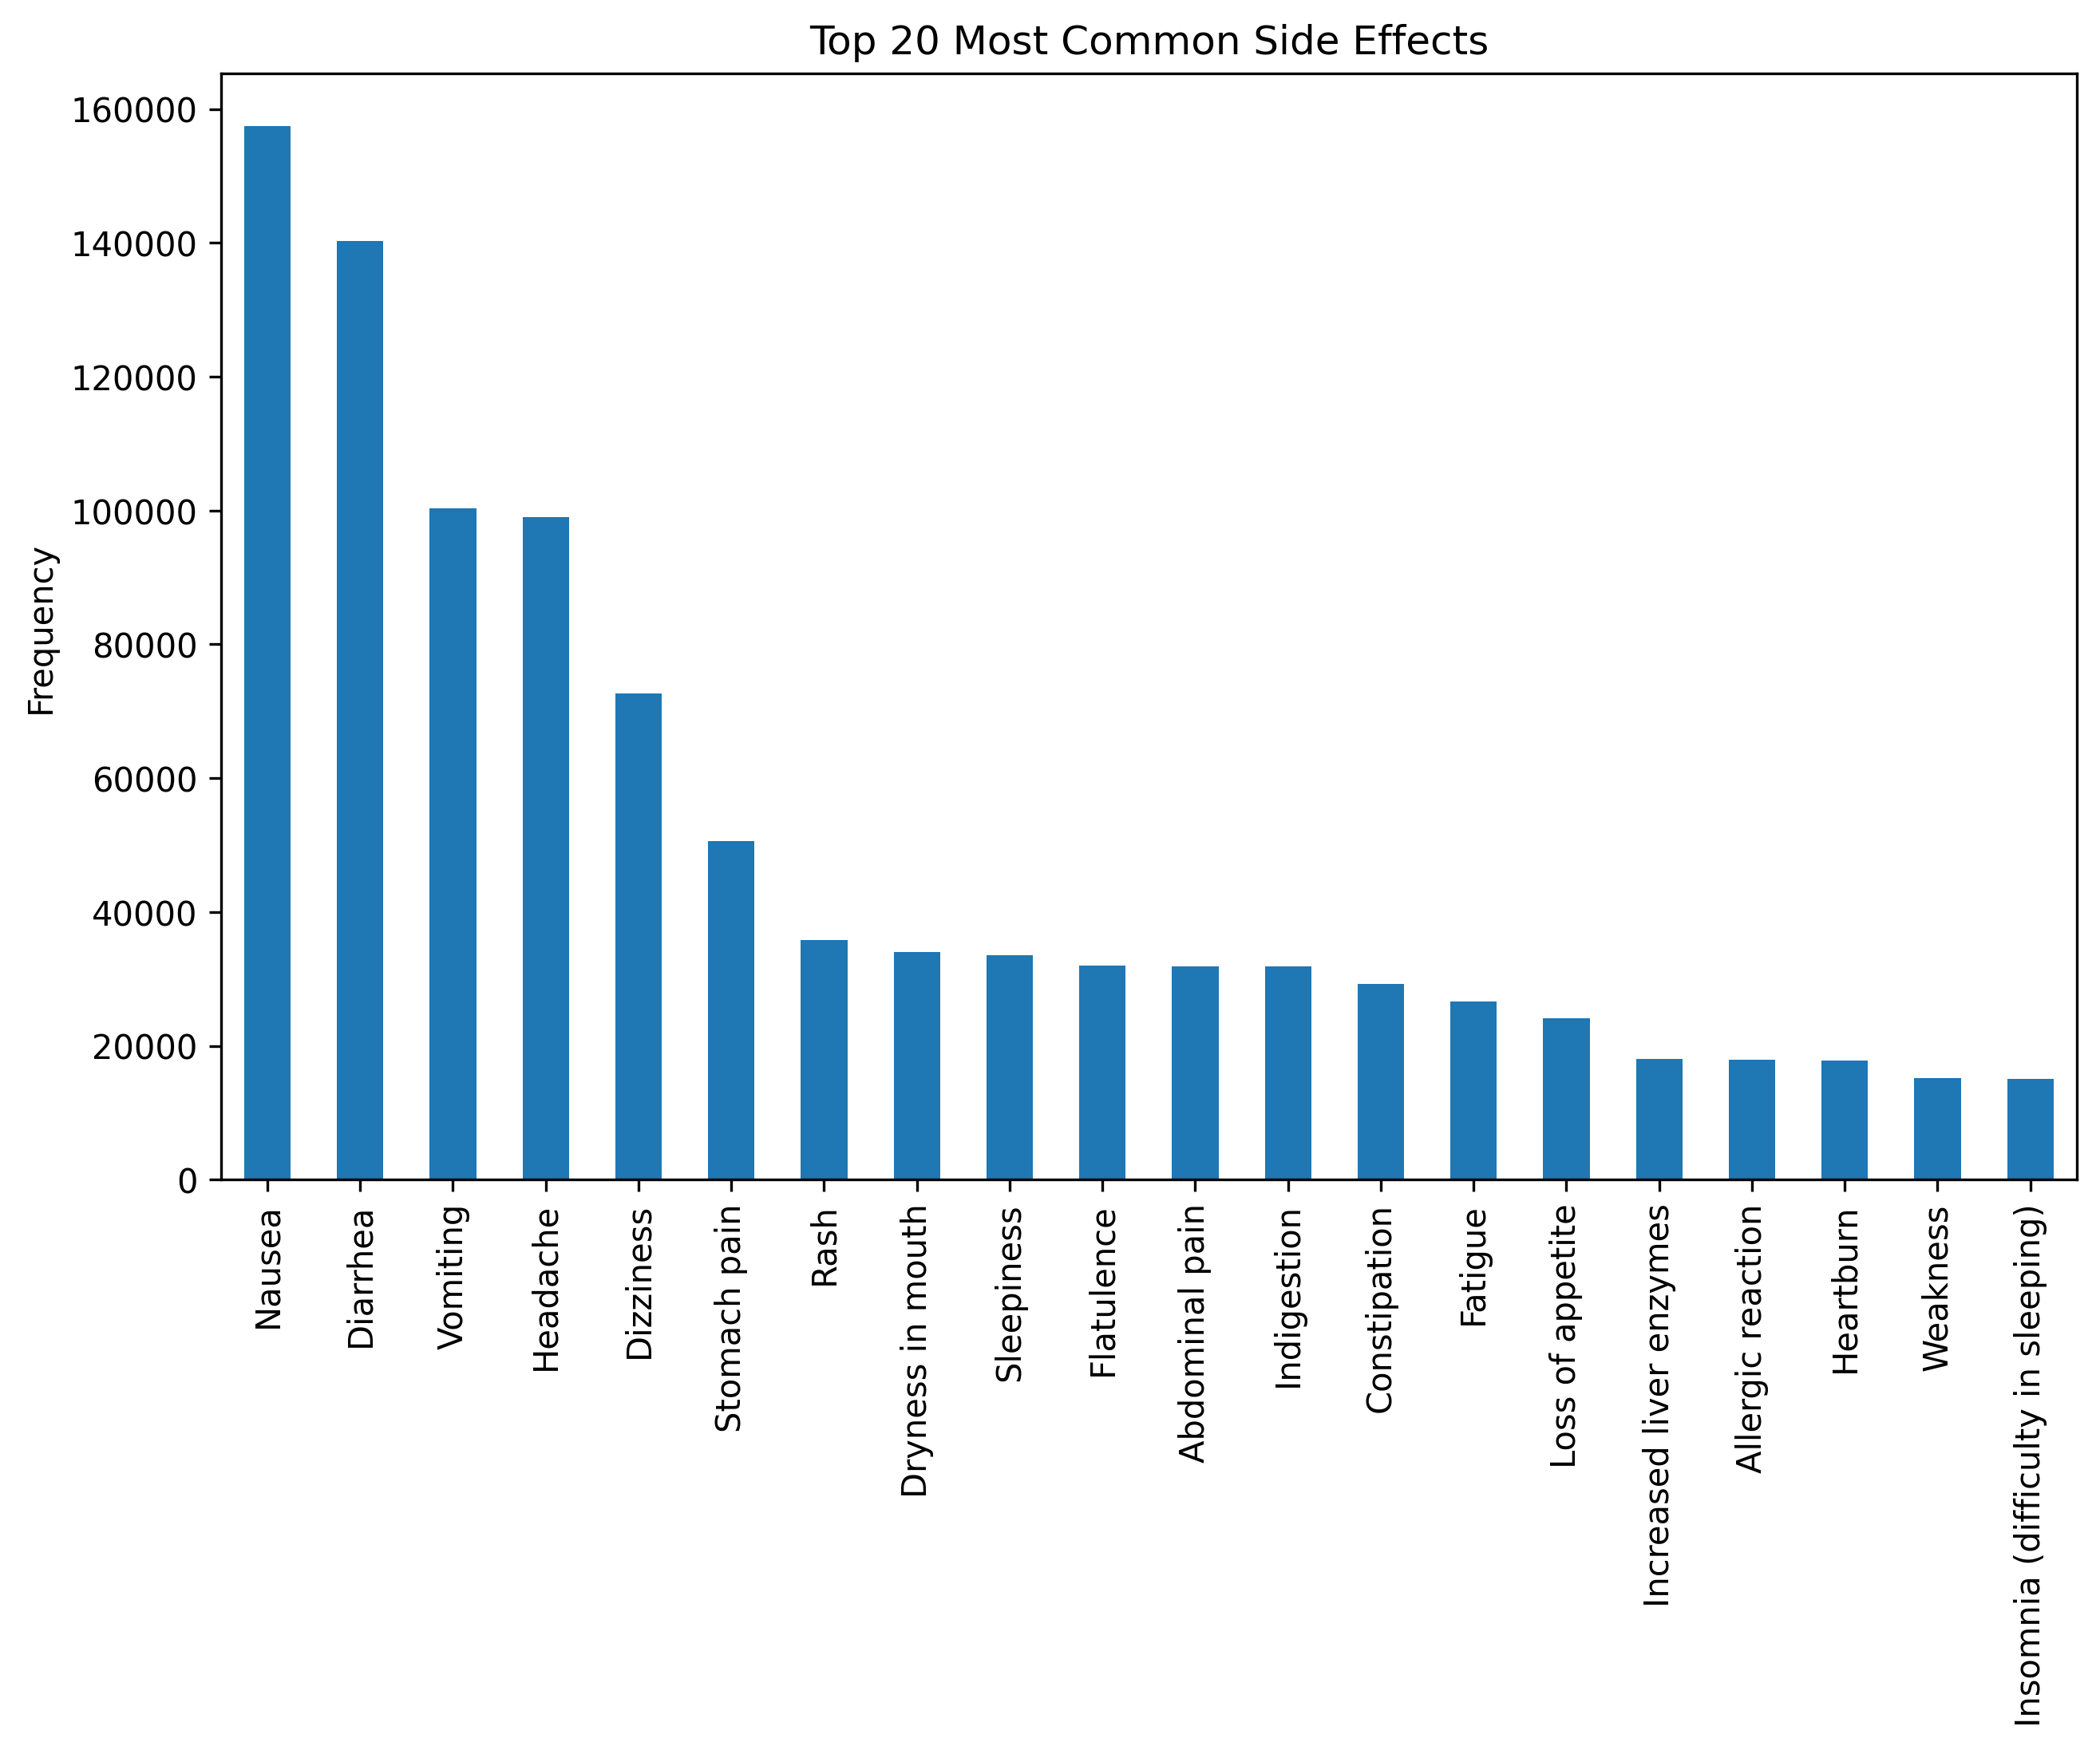 Top 20 Most Common Side Effects
Frequency
160000
140000
120000
100000
80000
60000
40000
20000
0
Nausea
Diarrhea
Vomiting
Headache
Dizziness
Stomach pain
Rash
Dryness in mouth
Sleepiness
Flatulence
Abdominal pain
Indigestion
Constipation
Fatigue
Loss of appetite
Increased liver enzymes
Allergic reaction
Heartburn
Weakness
Insomnia (difficulty in sleeping)